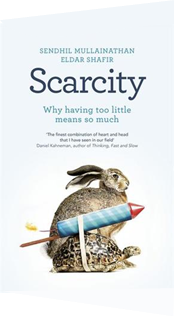 SENDHIL MULLAINATHAN
ELDAR SHAFIR
Scarcity
Why having too little
means so much
'The finest combination of heart and head
that I have seen in our field'
Daniel Kahneman, author of Thinking, Fast and Slow